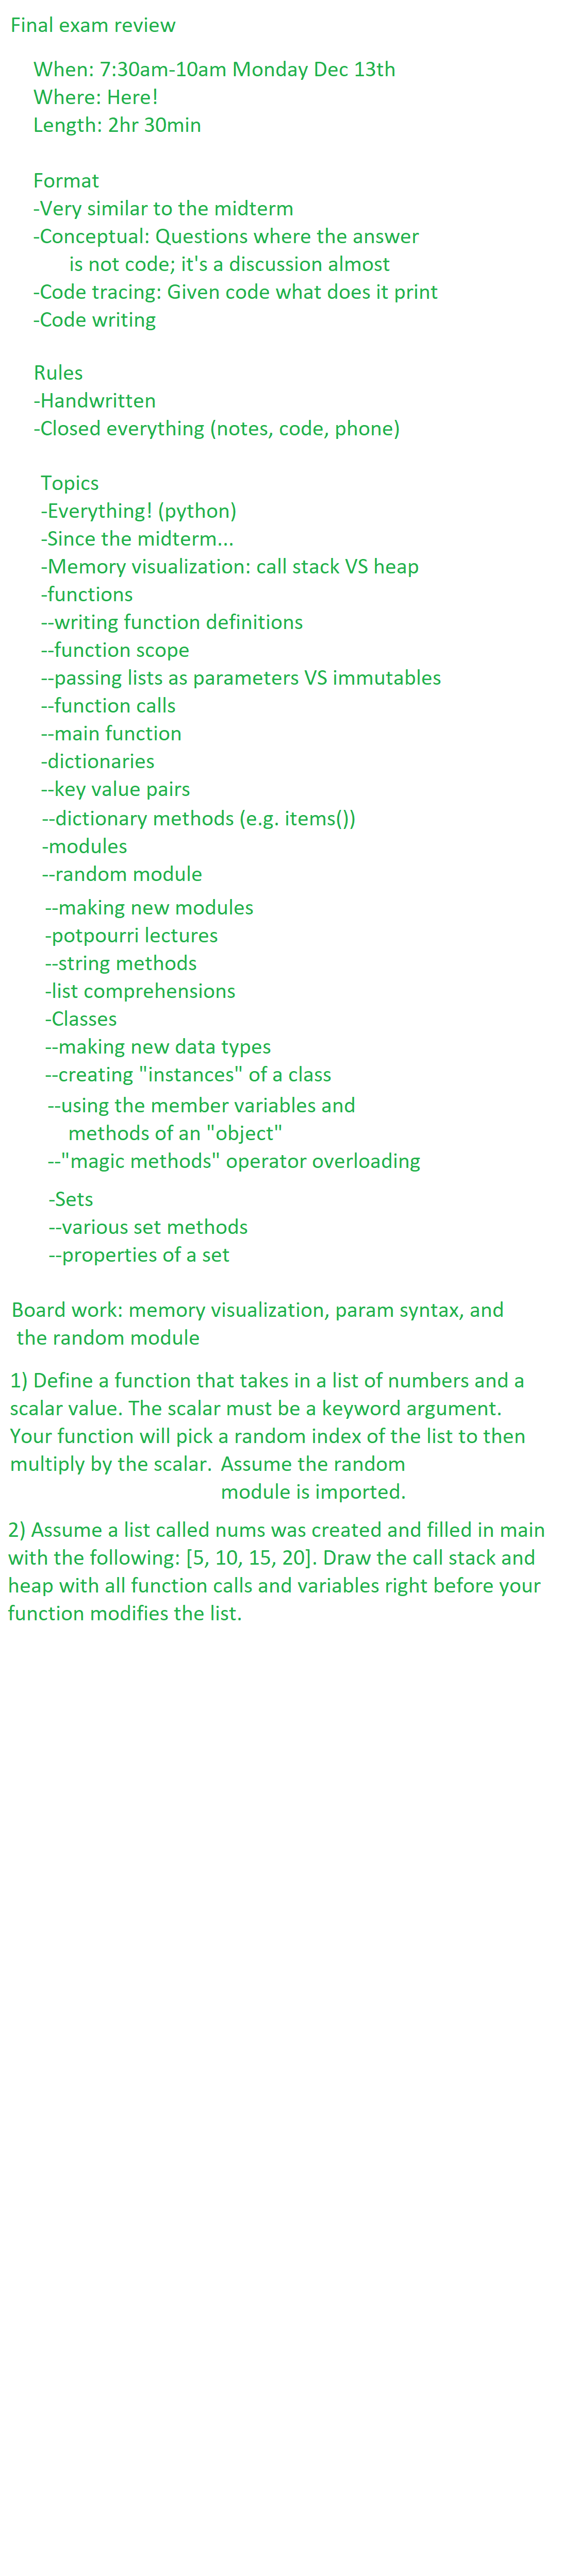 Final exam review
When: 7:30am-10am Monday Dec 13th
Where: Here!
Length: 2hr 30min
Format
-Very similar to the midterm
-Conceptual: Questions where the answer
is not code; it's a discussion almost
-Code tracing: Given code what does it print
-Code writing
Rules
-Handwritten
-Closed everything (notes, code, phone)
Topics
-Everything! (python)
-Since the midterm...
-Memory visualization: call stack VS heap
-functions
--writing function definitions
--function scope
--passing lists as parameters VS immutables
--function calls
--main function
-dictionaries
--key value pairs
--dictionary methods (e.g. items())
-modules
--random module
--making new modules
-potpourri lectures
--string methods
-list comprehensions
-Classes
--making new data types
--creating "instances" of a class
--using the member variables and
methods of an "object"
--"magic methods" operator overloading
-Sets
--various set methods
--properties of a set
Board work: memory visualization, param syntax, and
the random module
1) Define a function that takes in a list of numbers and a
scalar value. The scalar must be a keyword argument.
Your function will pick a random index of the list to then
multiply by the scalar. Assume the random
module is imported.
2) Assume a list called nums was created and filled in main
with the following: [5, 10, 15, 20]. Draw the call stack and
heap with all function calls and variables right before your
function modifies the list.